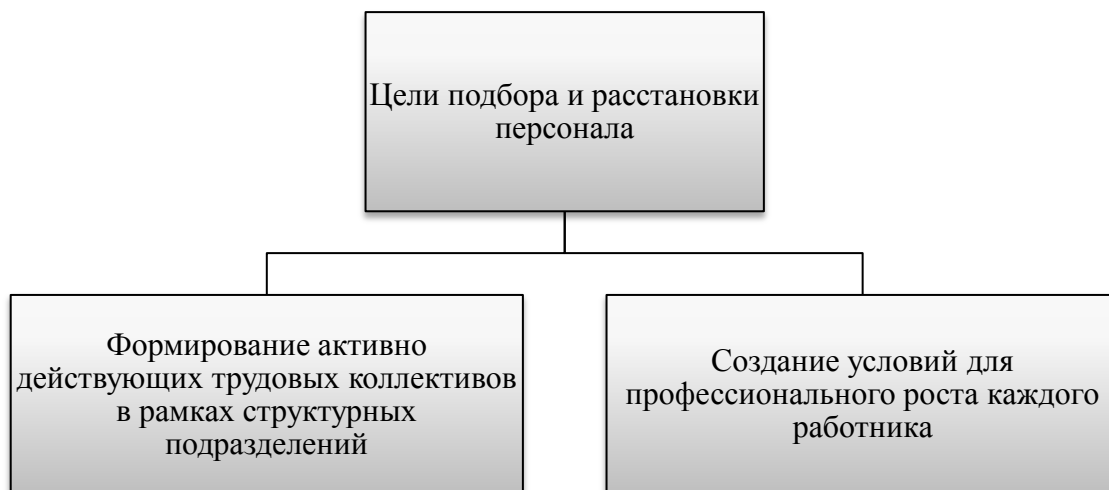 Цели подбора и расстановки
персонала
Формирование активно
действующих трудовых коллективов
в рамках структурных
подразделений
Создание условий для
профессионального роста каждого
работника